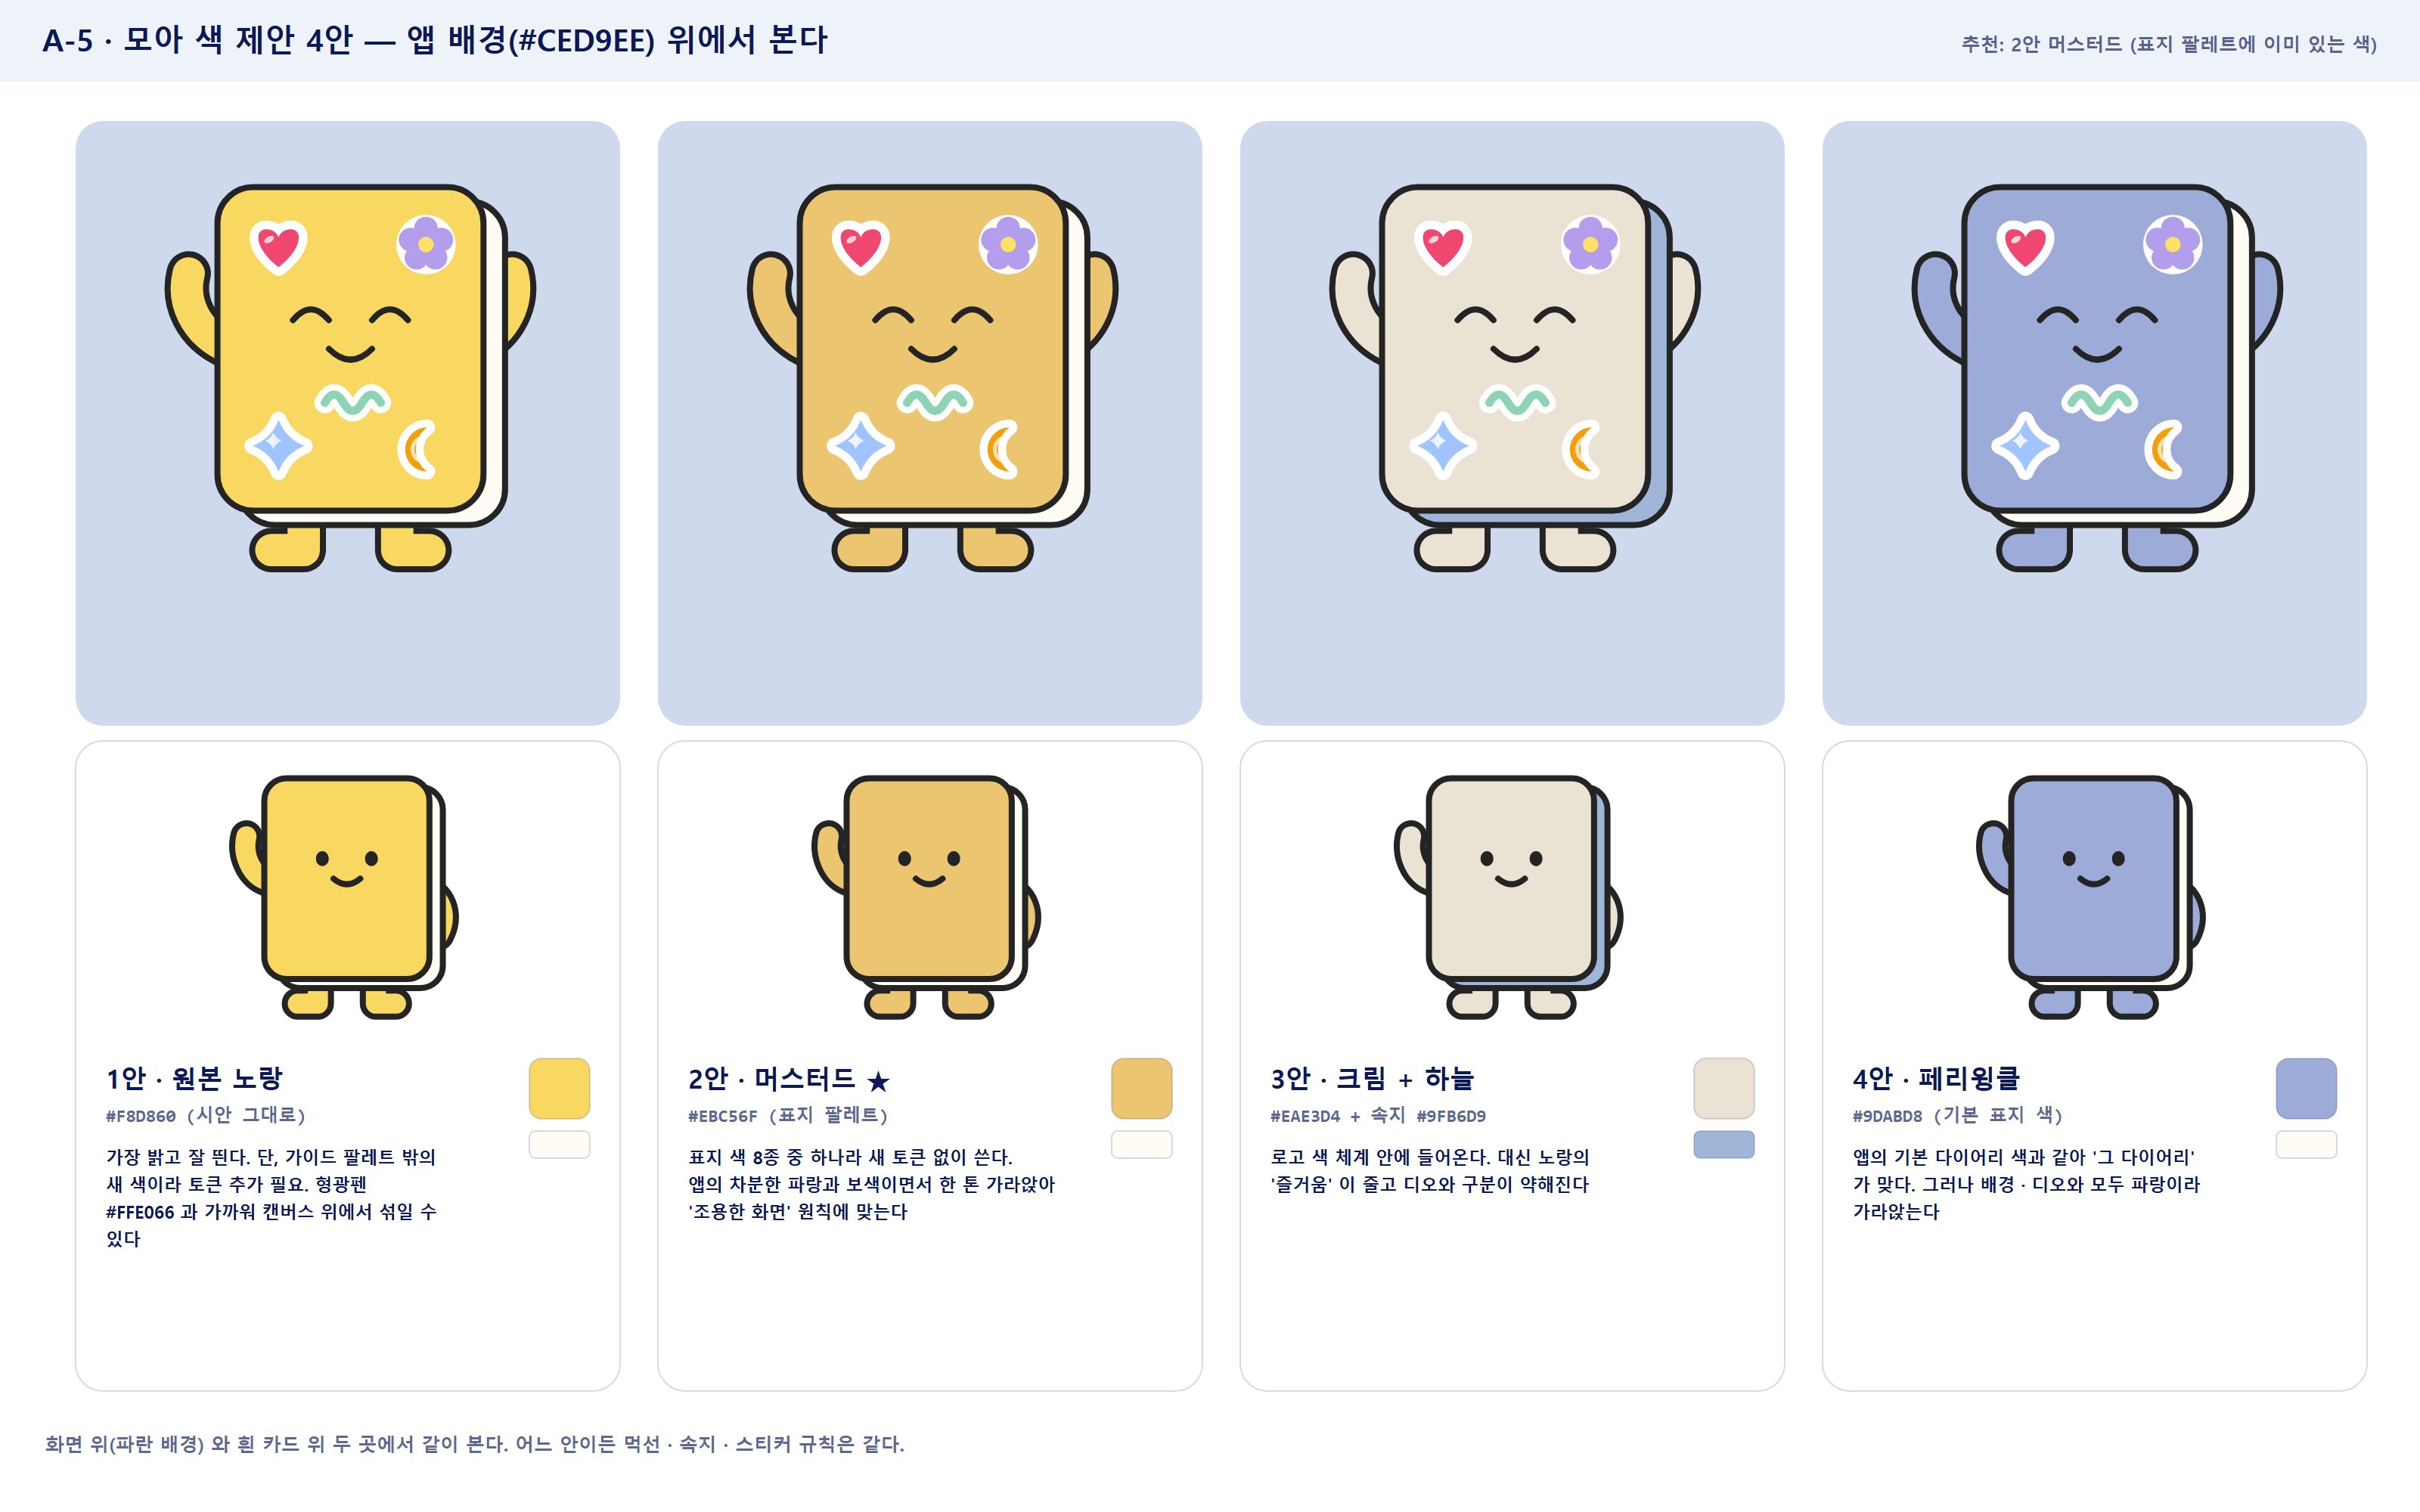 A-5 · 모아 색 제안 4안 — 앱 배경(#CED9EE) 위에서 본다
추천: 2안 머스터드 (표지 팔레트에 이미 있는 색)
1안 · 원본 노랑
#F8D860 (시안 그대로)
가장 밝고 잘 띈다. 단, 가이드 팔레트 밖의
새 색이라 토큰 추가 필요. 형광펜
#FFE066 과 가까워 캔버스 위에서 섞일 수
있다
2안 · 머스터드 ★
#EBC56F (표지 팔레트)
표지 색 8종 중 하나라 새 토큰 없이 쓴다.
앱의 차분한 파랑과 보색이면서 한 톤 가라앉아
'조용한 화면' 원칙에 맞는다
3안 · 크림 + 하늘
#EAE3D4 + 속지 #9FB6D9
로고 색 체계 안에 들어온다. 대신 노랑의
'즐거움' 이 줄고 디오와 구분이 약해진다
4안 · 페리윙클
#9DABD8 (기본 표지 색)
앱의 기본 다이어리 색과 같아 '그 다이어리'
가 맞다. 그러나 배경 · 디오와 모두 파랑이라
가라앉는다
화면 위(파란 배경) 와 흰 카드 위 두 곳에서 같이 본다. 어느 안이든 먹선 · 속지 · 스티커 규칙은 같다.